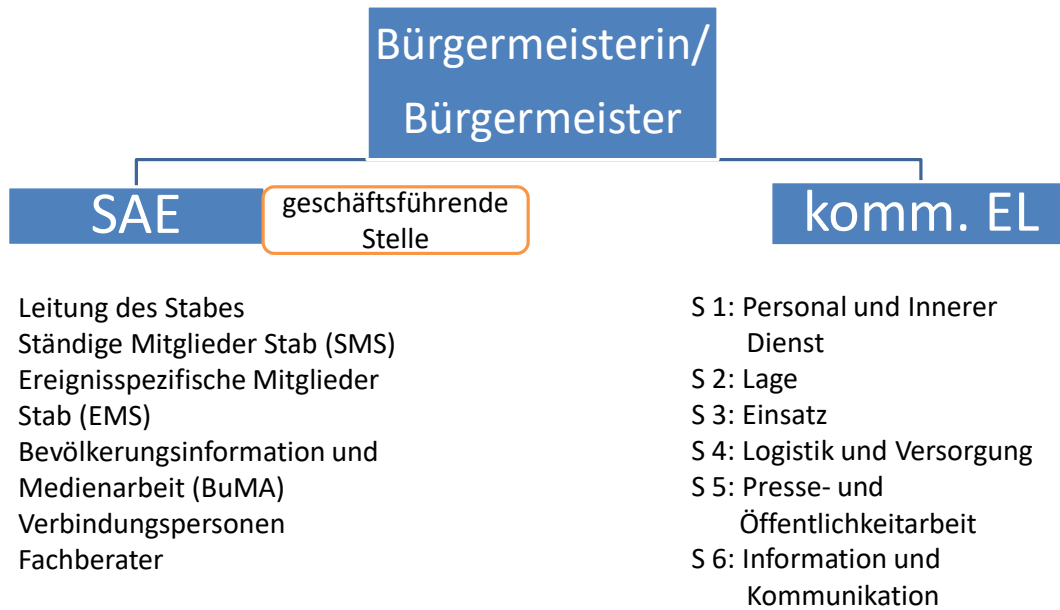 Bürgermeisterin/
Bürgermeister
SAE
geschäftsführende
Stelle
komm. EL
Leitung des Stabes
Ständige Mitglieder Stab (SMS)
Ereignisspezifische Mitglieder
Stab (EMS)
Bevölkerungsinformation und
Medienarbeit (BuMA)
Verbindungspersonen
Fachberater
S 1: Personal und Innerer
Dienst
S 2: Lage
S 3: Einsatz
S 4: Logistik und Versorgung
S 5: Presse- und
Öffentlichkeitarbeit
S 6: Information und
Kommunikation